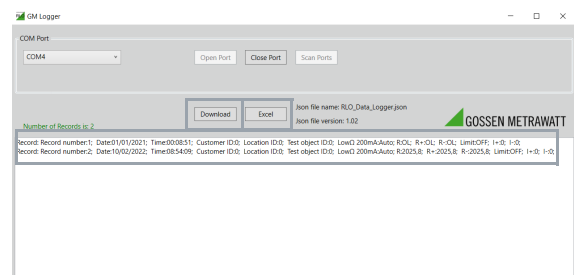 GM Logger
COM Port
COM4
Open Port
Close Port
Scan Ports
Download
Excel
Json file name: RLO_Data_Logger.json
Json file version: 1.02
GOSSEN METRAWATT
Number of Records is: 2
Record: Record number:1; Date:01/01/2021; Time:00:08:51; Customer ID:0; Location ID:0; Test object ID:0; LowΩ 200mA:Auto; R:OL; R+:OL; R-:OL; Limit:OFF; I+:0; I-:0;
Record: Record number:2; Date:10/02/2022; Time:08:54:09; Customer ID:0; Location ID:0; Test object ID:0; LowΩ 200mA:Auto; R:2025,8; R+:2025,8; R-:2025,8; Limit:OFF; I+:0; I-:0;